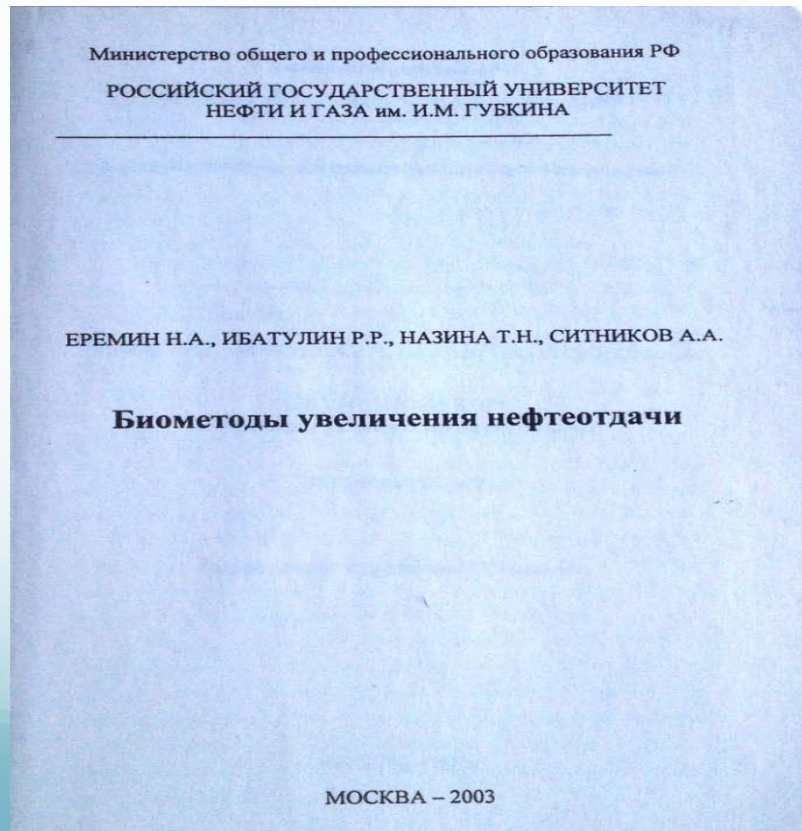 Министерство общего и профессионального образования РФ
РОССИЙСКИЙ ГОСУДАРСТВЕННЫЙ УНИВЕРСИТЕТ
НЕФТИ И ГАЗА им. И.М. ГУБКИНА
ЕРЕМИН Н.А., ИБАТУЛИН Р.Р., НАЗИНА Т.Н., СИТНИКОВ А.А.
Биометоды увеличения нефтеотдачи
МОСКВА – 2003